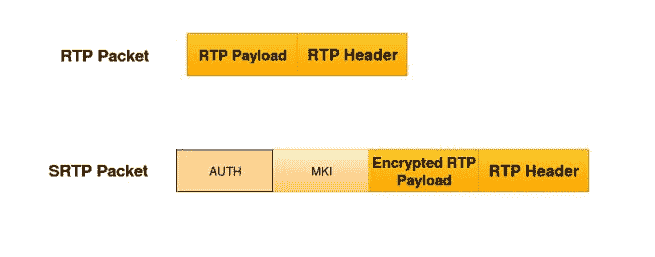 RTP Packet
RTP Payload
RTP Header
SRTP Packet
AUTH
MKI
Encrypted RTP
Payload
RTP Header